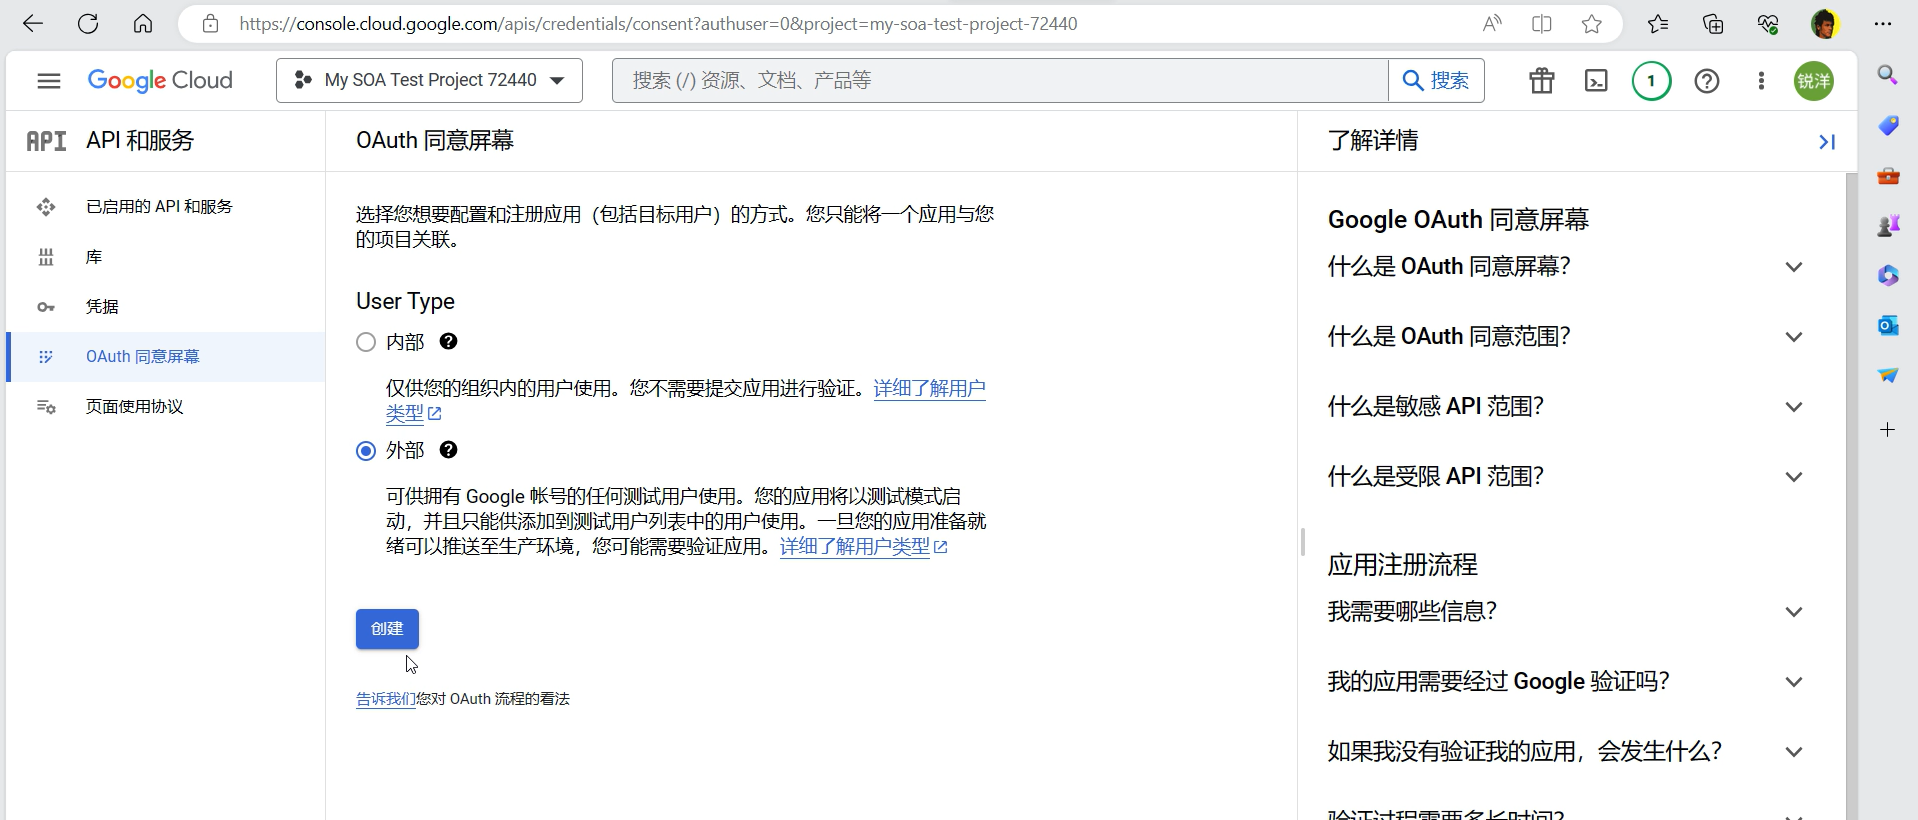 https://console.cloud.google.com/apis/credentials/consent?authuser=0&project=my-soa-test-project-72440
Google Cloud
My SOA Test Project 72440
搜索 (/) 资源、文档、产品等
搜索
1
锐洋
API
API 和服务
已启用的 API 和服务
库
凭据
OAuth 同意屏幕
页面使用协议
OAuth 同意屏幕
选择您想要配置和注册应用（包括目标用户）的方式。您只能将一个应用与您
的项目关联。
User Type
内部
仅供您的组织内的用户使用。您不需要提交应用进行验证。详细了解用户
类型
外部
可供拥有 Google 帐号的任何测试用户使用。您的应用将以测试模式启
动，并且只能供添加到测试用户列表中的用户使用。一旦您的应用准备就
绪可以推送至生产环境，您可能需要验证应用。详细了解用户类型
创建
告诉我们您对 OAuth 流程的看法
了解详情
Google OAuth 同意屏幕
什么是 OAuth 同意屏幕？
什么是 OAuth 同意范围？
什么是敏感 API 范围？
什么是受限 API 范围？
应用注册流程
我需要哪些信息？
我的应用需要经过 Google 验证吗？
如果我没有验证我的应用，会发生什么？
验证过程需要多长时间？